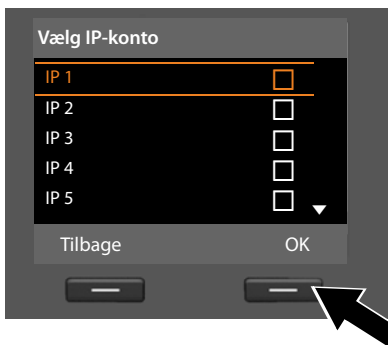 Vælg IP-konto
IP 1
IP 2
IP 3
IP 4
IP 5
Tilbage OK